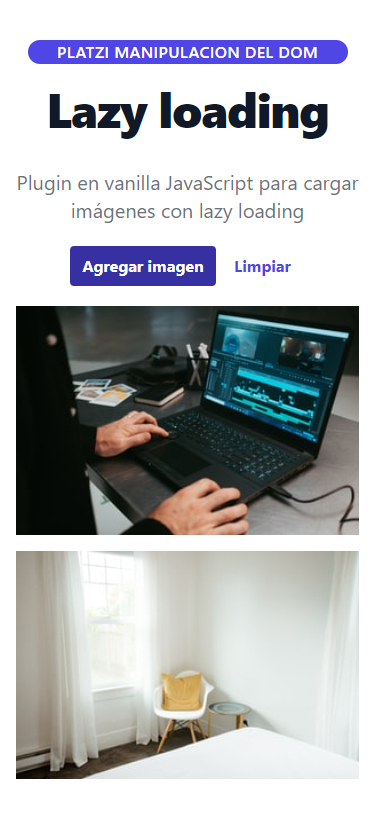 PLATZI MANIPULACION DEL DOM
Lazy loading
Plugin en vanilla JavaScript para cargar
imágenes con lazy loading
Agregar imagen
Limpiar